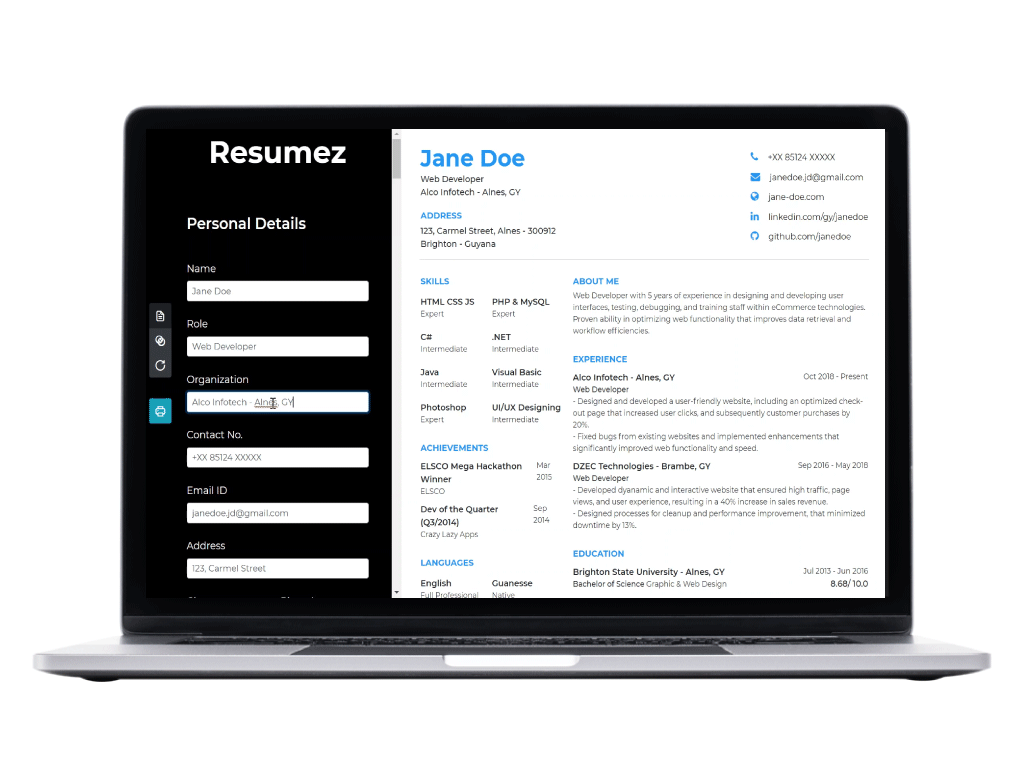 Resumez
Personal Details
Name
Jane Doe
Role
Web Developer
Organization
Alco Infotech - Alnes, GY
Contact No.
+XX 85124 XXXXX
Email ID
janedoe.jd@gmail.com
Address
123, Carmel Street
Jane Doe
Web Developer
Alco Infotech - Alnes, GY
ADDRESS
123, Carmel Street, Alnes - 300912
Brighton - Guyana
+XX 85124 XXXXX
janedoe.jd@gmail.com
jane-doe.com
linkedin.com/gy/janedoe
github.com/janedoe
SKILLS
HTML CSS JS PHP & MySQL
Expert Expert
C# .NET
Intermediate Intermediate
Java Visual Basic
Intermediate Intermediate
Photoshop UI/UX Designing
Expert Intermediate
ACHIEVEMENTS
ELSCO Mega Hackathon Mar
Winner 2015
ELSCO
Dev of the Quarter Sep
(Q3/2014) 2014
Crazy Lazy Apps
LANGUAGES
English Guanesse
Full Professional Native
ABOUT ME
Web Developer with 5 years of experience in designing and developing user
interfaces, testing, debugging, and training staff within eCommerce technologies.
Proven ability in optimizing web functionality that improves data retrieval and
workflow efficiencies.
EXPERIENCE
Alco Infotech - Alnes, GY Oct 2018 - Present
Web Developer
- Designed and developed a user-friendly website, including an optimized check-
out page that increased user clicks, and subsequently customer purchases by
20%.
- Fixed bugs from existing websites and implemented enhancements that
significantly improved web functionality and speed.
DZEC Technologies - Brambe, GY Sep 2016 - May 2018
Web Developer
- Developed dyanamic and interactive website that ensured high traffic, page
views, and user experience, resulting in a 40% increase in sales revenue.
- Designed processes for cleanup and performance improvement, that minimized
downtime by 13%.
EDUCATION
Brighton State University - Alnes, GY Jul 2013 - Jun 2016
Bachelor of Science Graphic & Web Design 8.68/ 10.0